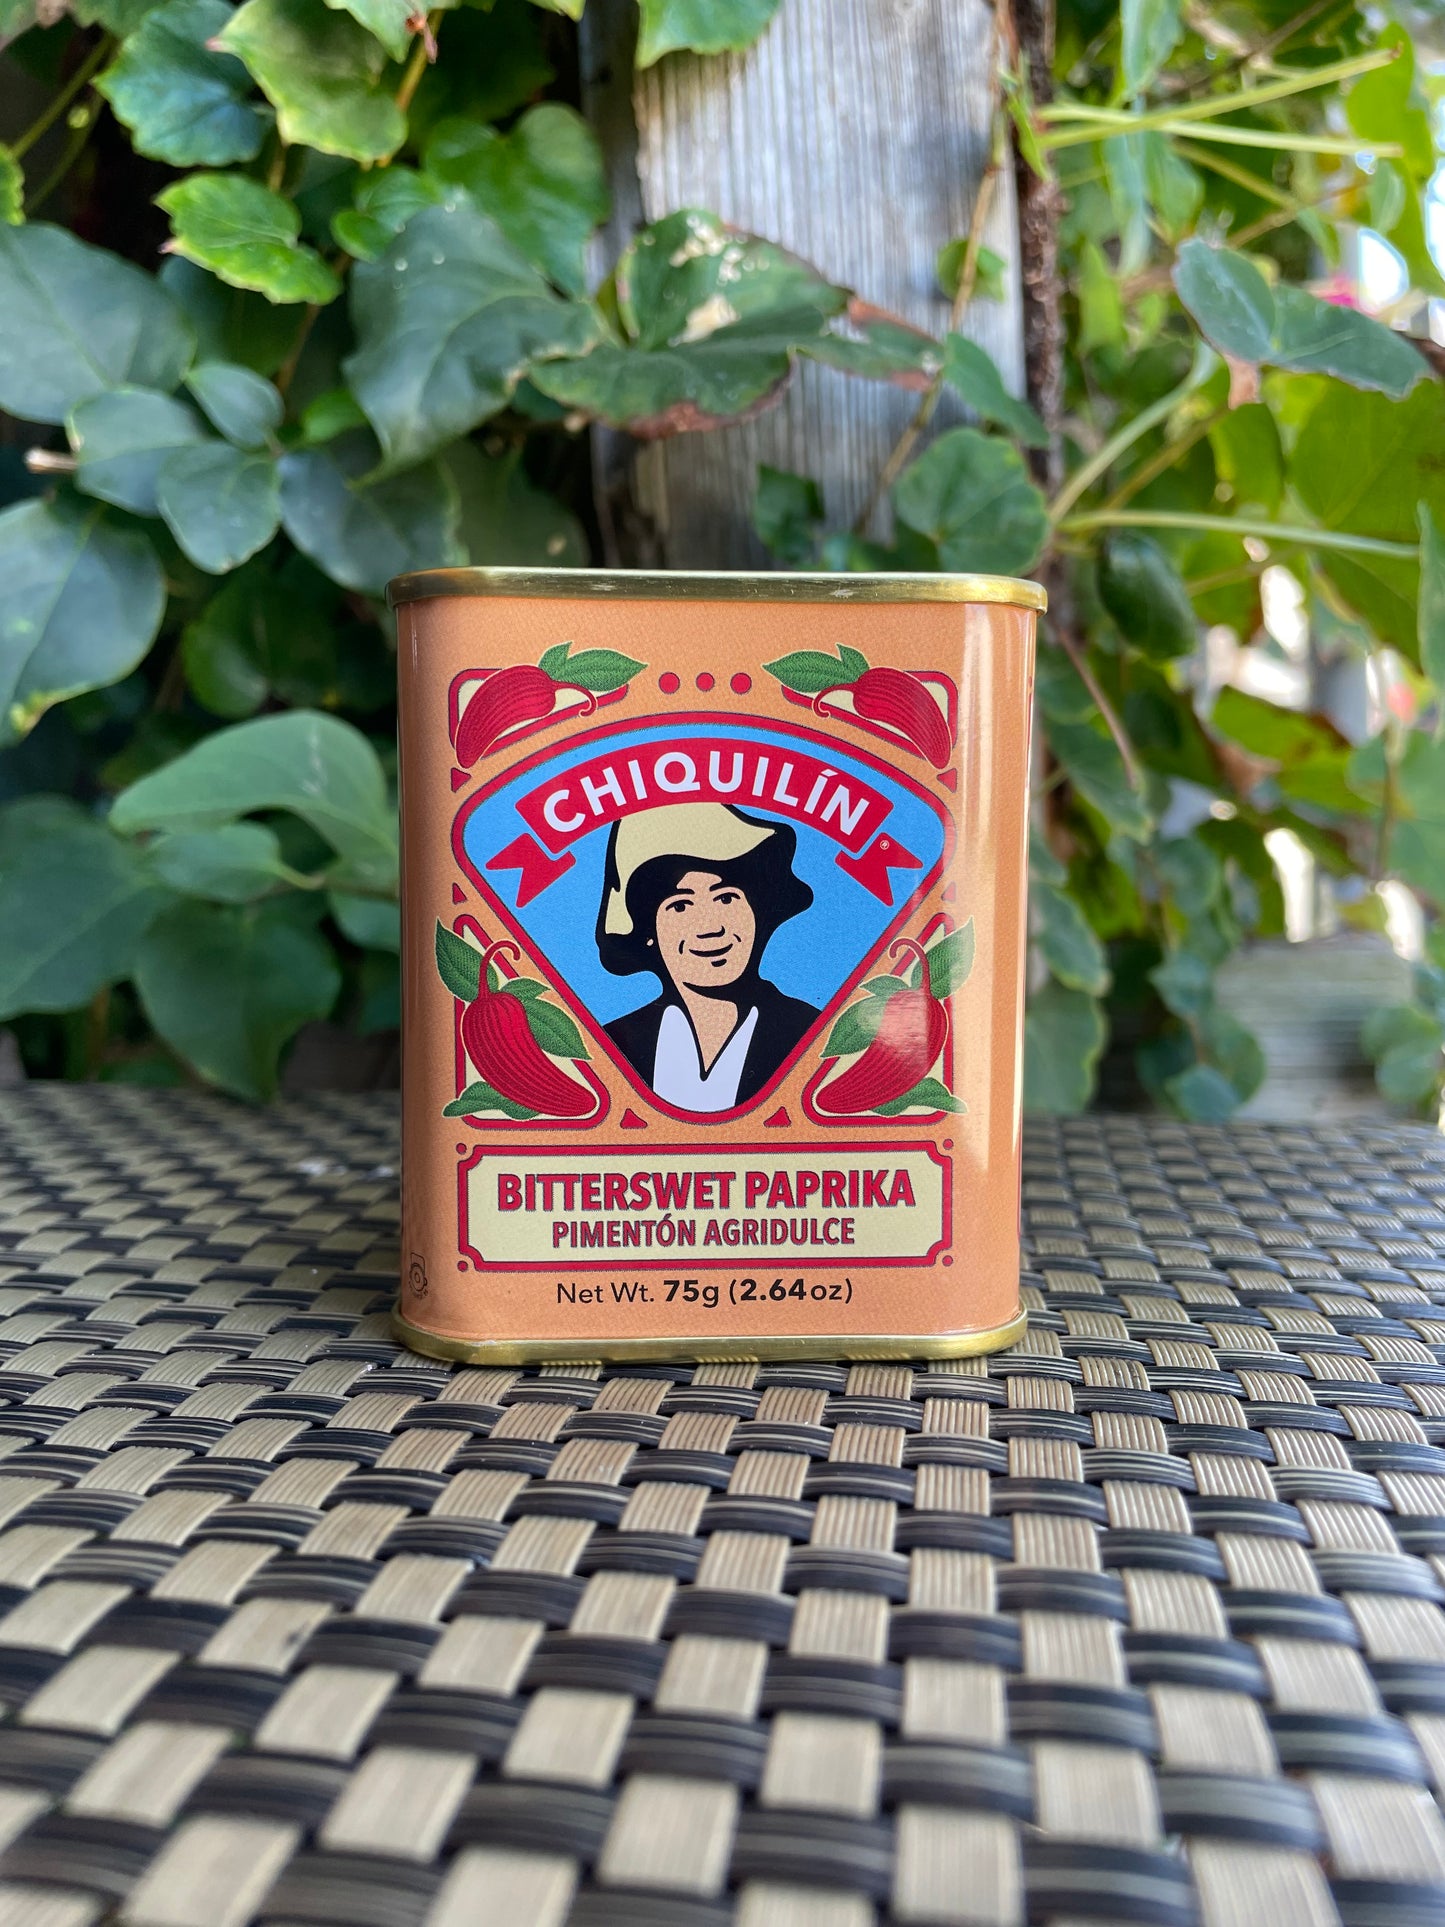 CHIQUILÍN
®
BITTERSWET PAPRIKA
PIMENTÓN AGRIDULCE
Net Wt. 75g (2.64oz)